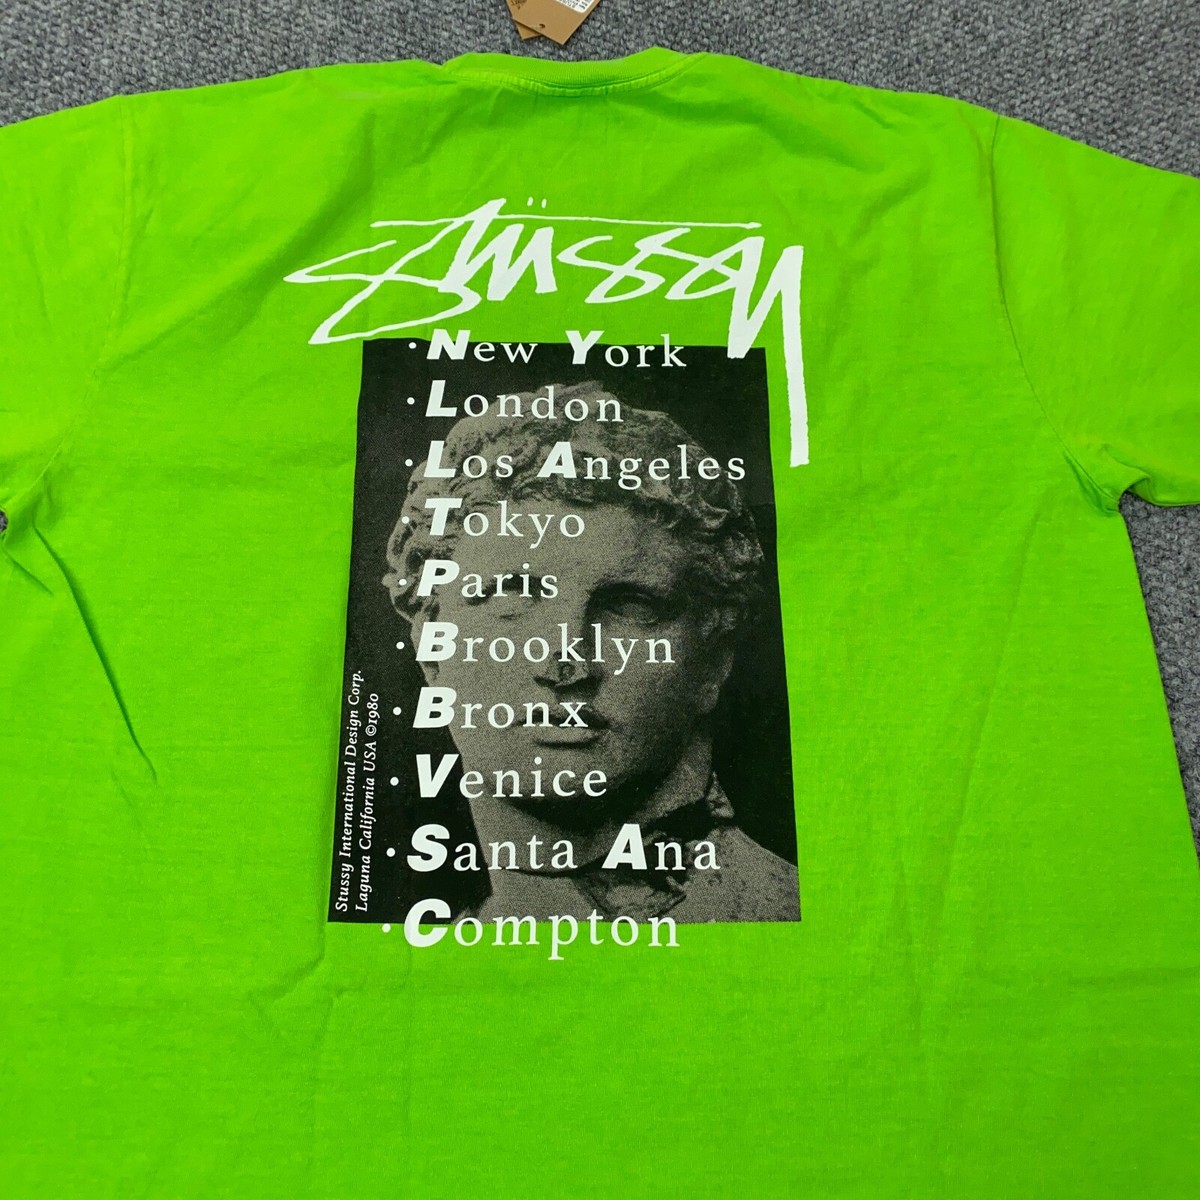 Stüssy
· New York
· London
· Los Angeles
· Tokyo
· Paris
· Brooklyn
· Bronx
· Venice
· Santa Ana
· Compton
Stussy International Design Corp.
Laguna California USA ©1980